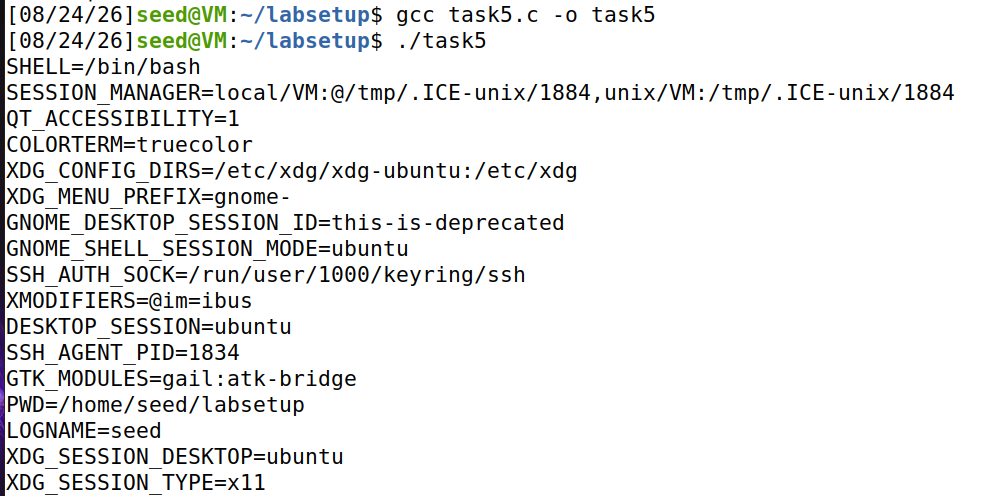 [08/24/26]seed@VM:~/labsetup$ gcc task5.c -o task5
[08/24/26]seed@VM:~/labsetup$ ./task5
SHELL=/bin/bash
SESSION_MANAGER=local/VM:@/tmp/.ICE-unix/1884,unix/VM:/tmp/.ICE-unix/1884
QT_ACCESSIBILITY=1
COLORTERM=truecolor
XDG_CONFIG_DIRS=/etc/xdg/xdg-ubuntu:/etc/xdg
XDG_MENU_PREFIX=gnome-
GNOME_DESKTOP_SESSION_ID=this-is-deprecated
GNOME_SHELL_SESSION_MODE=ubuntu
SSH_AUTH_SOCK=/run/user/1000/keyring/ssh
XMODIFIERS=@im=ibus
DESKTOP_SESSION=ubuntu
SSH_AGENT_PID=1834
GTK_MODULES=gail:atk-bridge
PWD=/home/seed/labsetup
LOGNAME=seed
XDG_SESSION_DESKTOP=ubuntu
XDG_SESSION_TYPE=x11